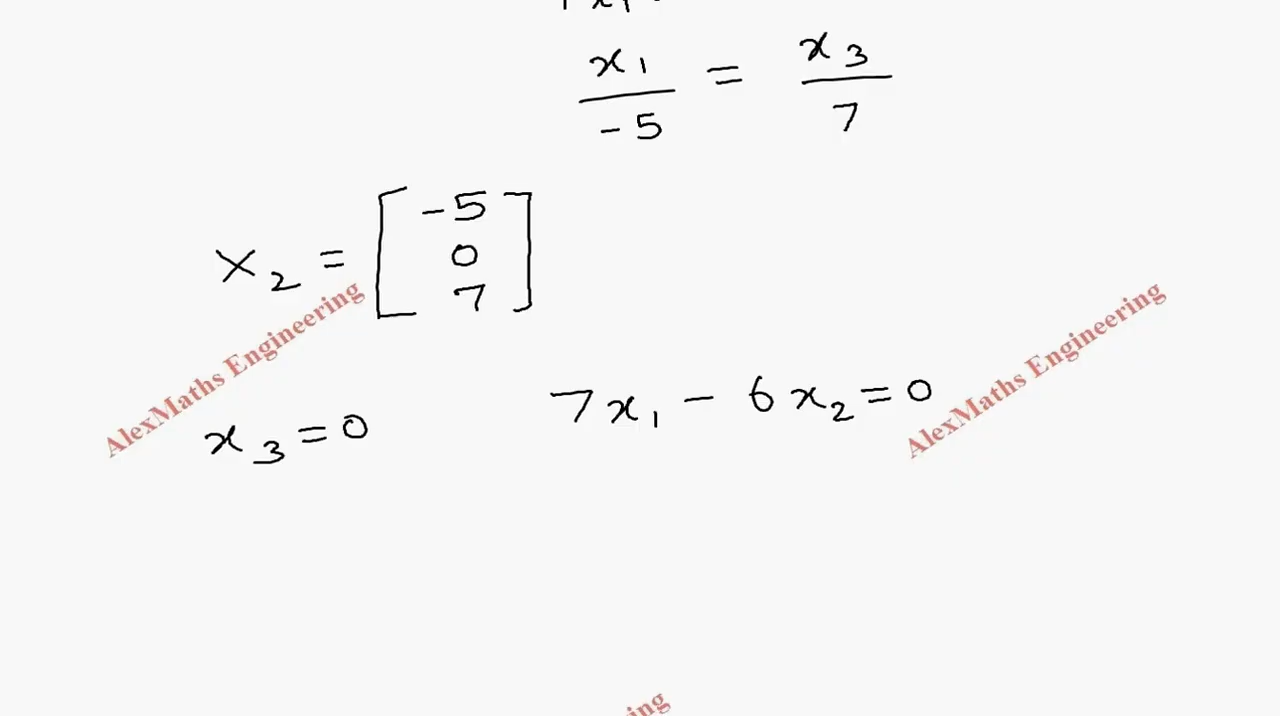 x₁/-5 = x₃/7
X₂ = [-5 0 7]
AlexMaths Engineering
AlexMaths Engineering
x₃ = 0 7x₁ - 6x₂ = 0